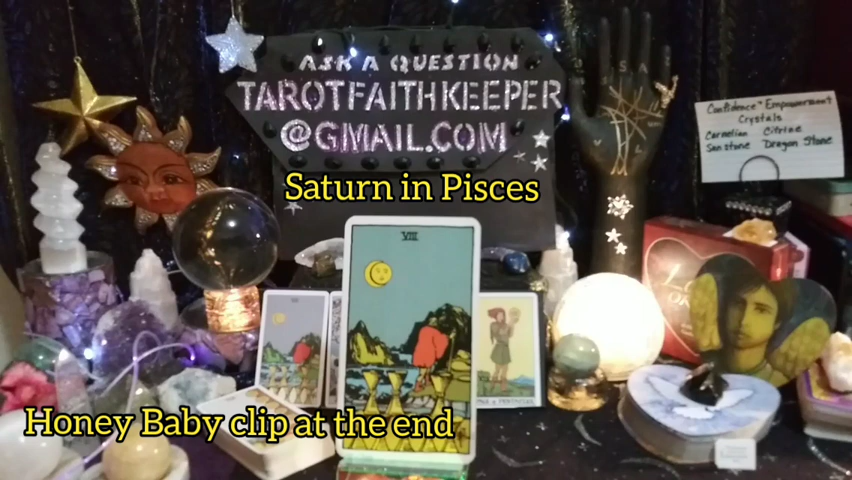 ASK A QUESTION
TAROTFAITHKEEPER
@GMAIL.COM
Saturn in Pisces
Confidence Empowerment
Crystals
Carnelian Citrine
Sunstone Dragon Stone
VIII
Honey Baby clip at the end